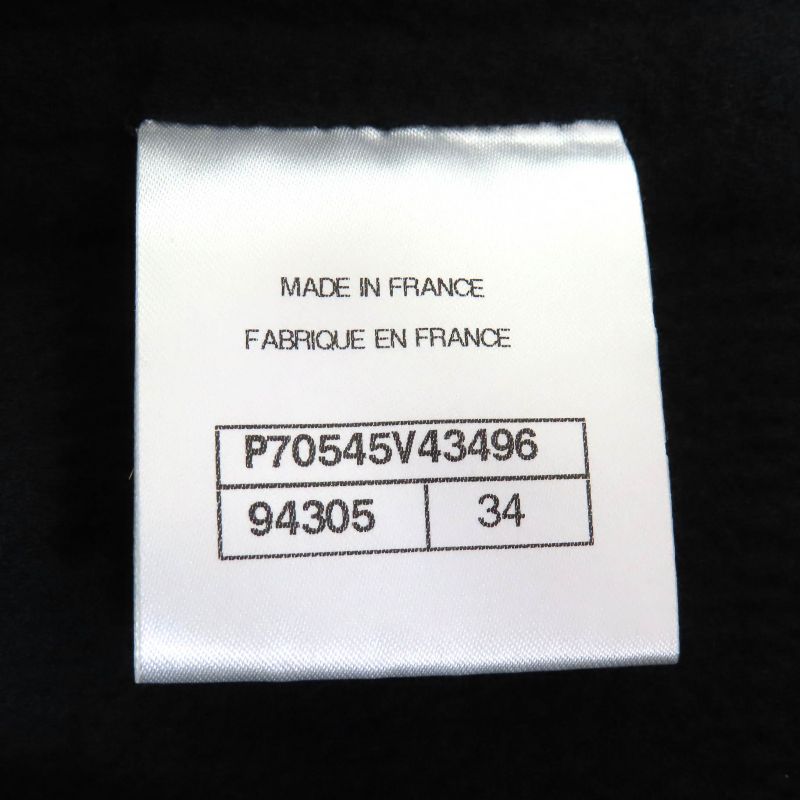 MADE IN FRANCE
FABRIQUE EN FRANCE
P70545V43496
94305 34